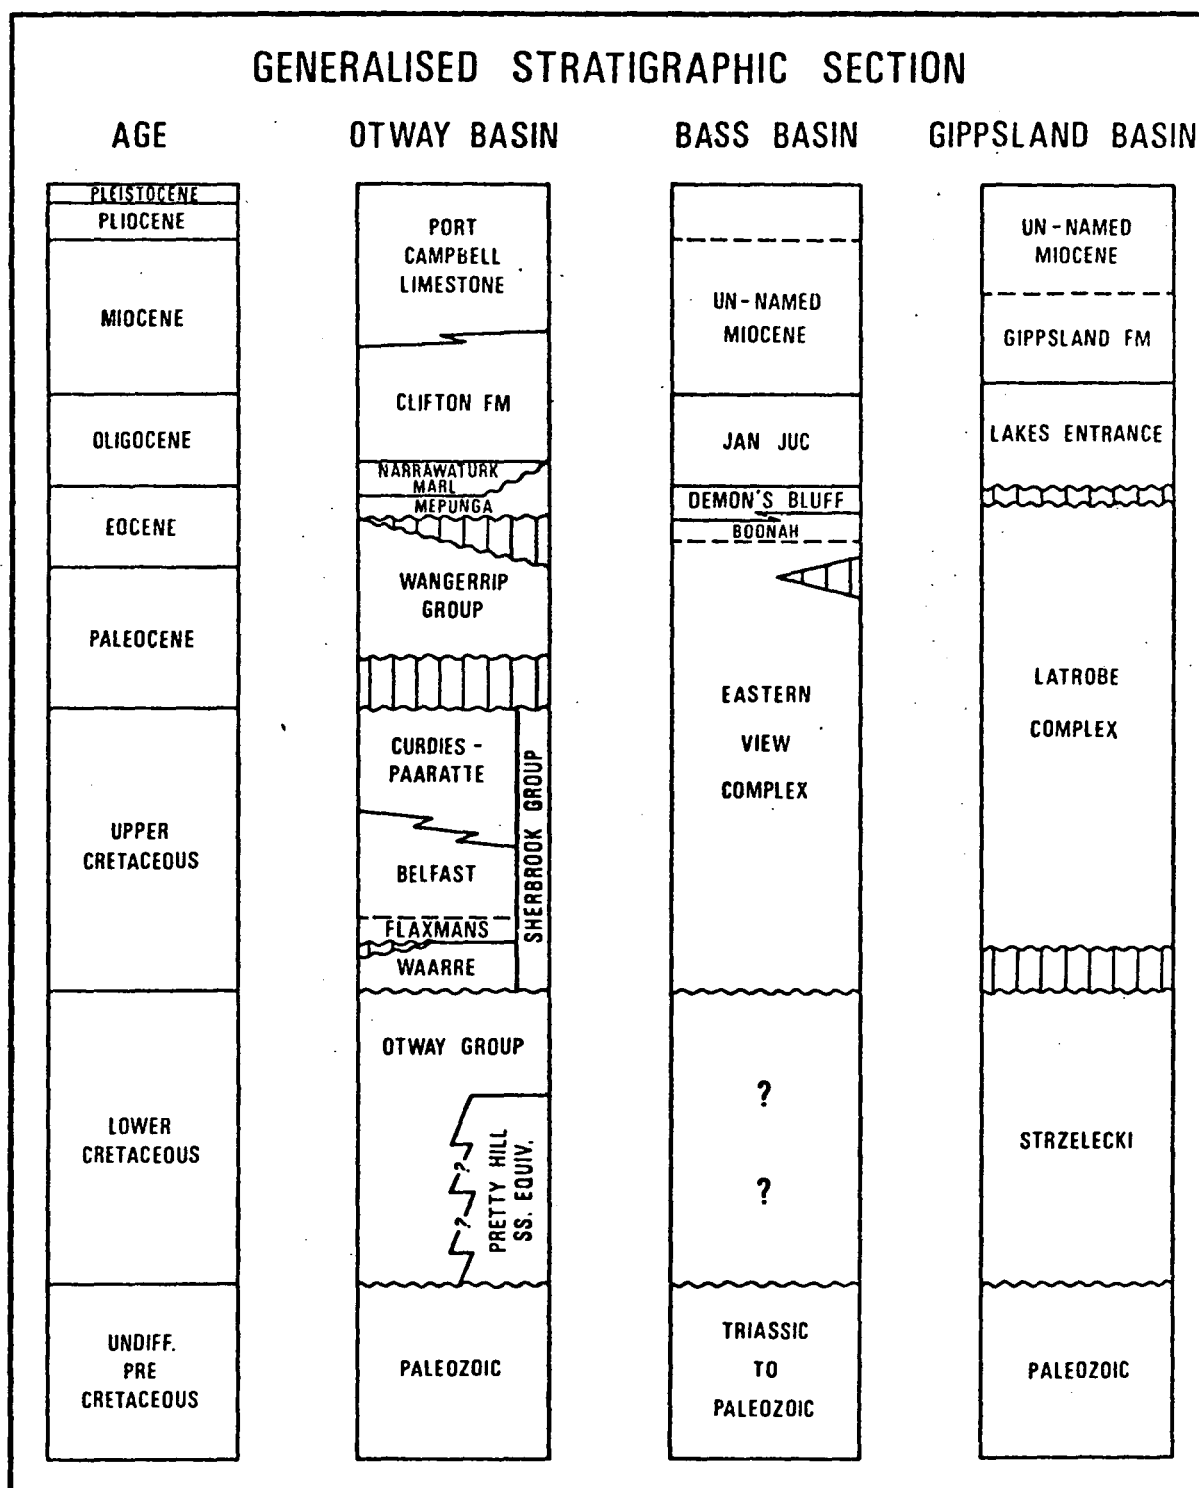 GENERALISED STRATIGRAPHIC SECTION
AGE
PLEISTOCENE
PLIOCENE
MIOCENE
OLIGOCENE
EOCENE
PALEOCENE
UPPER
CRETACEOUS
LOWER
CRETACEOUS
UNDIFF.
PRE
CRETACEOUS
OTWAY BASIN
PORT
CAMPBELL
LIMESTONE
CLIFTON FM
NARRAWATURK
MARL
MEPUNGA
WANGERRIP
GROUP
CURDIES -
PAARATTE
BELFAST
FLAXMANS
WAARRE
SHERBROOK GROUP
OTWAY GROUP
?
?
PRETTY HILL
SS. EQUIV.
PALEOZOIC
BASS BASIN
UN-NAMED
MIOCENE
JAN JUC
DEMON'S BLUFF
BOONAH
EASTERN
VIEW
COMPLEX
?
?
TRIASSIC
TO
PALEOZOIC
GIPPSLAND BASIN
UN-NAMED
MIOCENE
GIPPSLAND FM
LAKES ENTRANCE
LATROBE
COMPLEX
STRZELECKI
PALEOZOIC